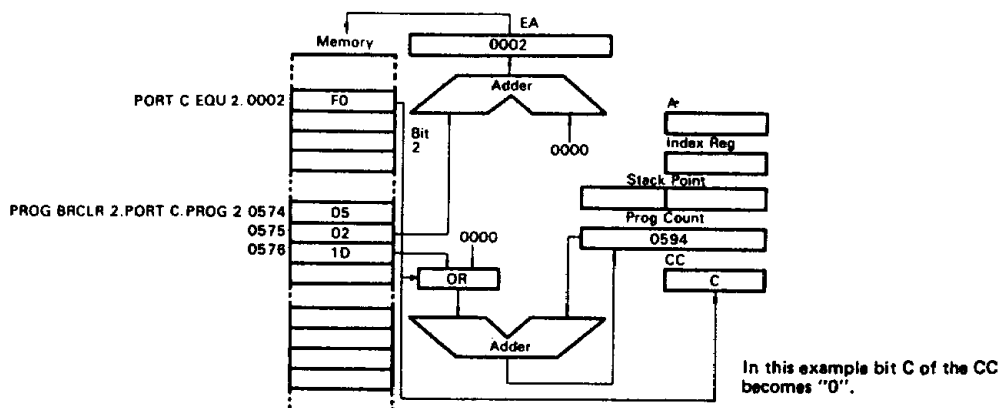 EA
Memory
0002
Adder
PORT C EQU 2. 0002
F0
Bit
2
0000
A
Index Reg
Stack Point
PROG BRCLR 2.PORT C.PROG 2 0574
05
Prog Count
0575
02
0594
0576
1D
0000
CC
OR
C
Adder
In this example bit C of the CC
becomes "0".